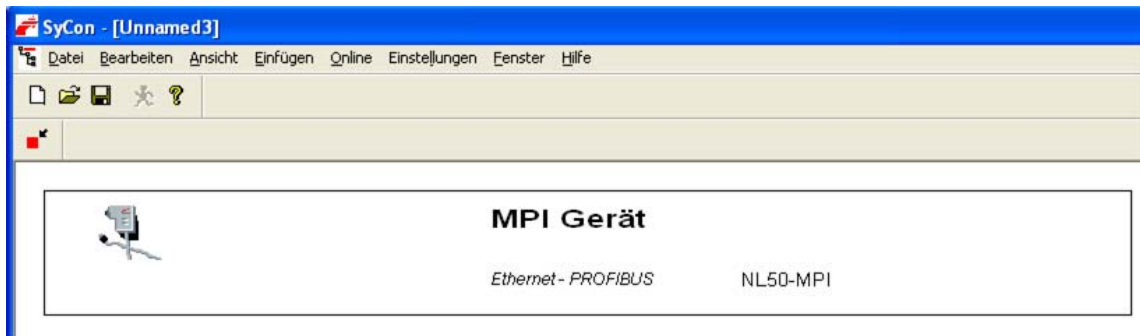 SyCon - [Unnamed3]
Datei Bearbeiten Ansicht Einfügen Online Einstellungen Fenster Hilfe
MPI Gerät
Ethernet - PROFIBUS NL50-MPI